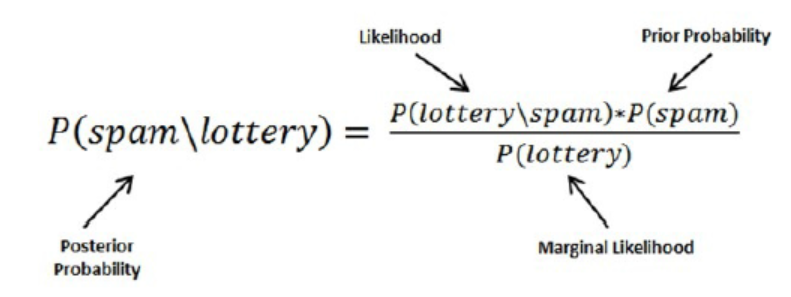 Likelihood
Prior Probability
P(spam\lottery) = P(lottery\spam)*P(spam)
P(lottery)
Posterior
Probability
Marginal Likelihood